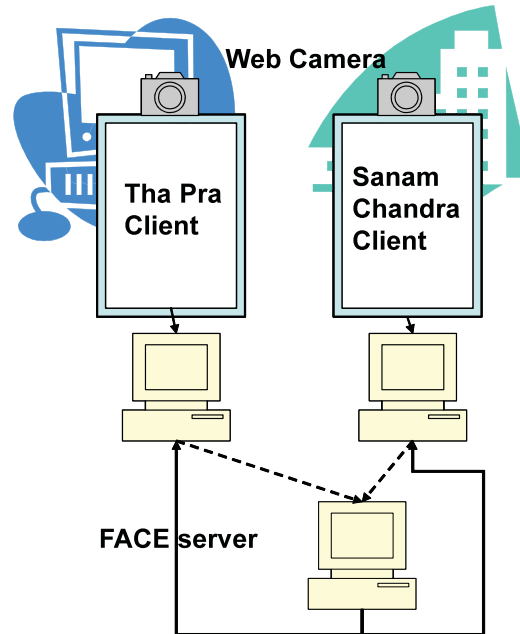 Web Camera
Tha Pra
Client
Sanam
Chandra
Client
FACE server